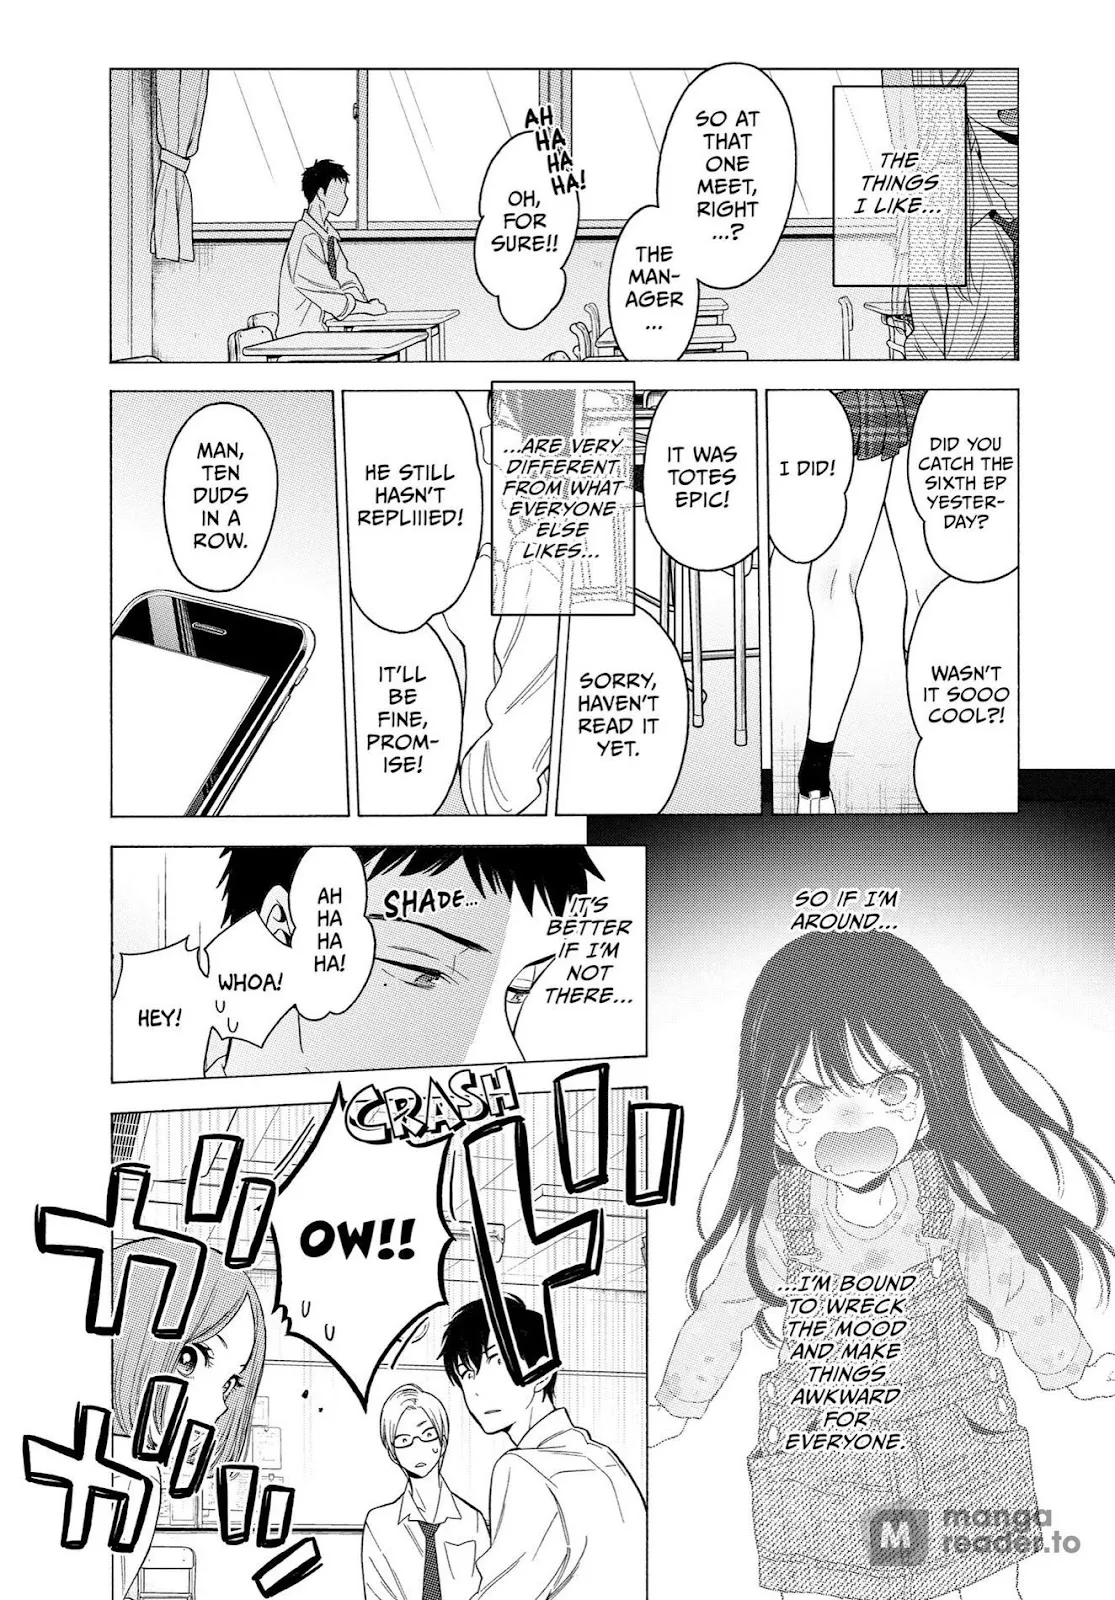 THE
THINGS
I LIKE...
SO AT
THAT
ONE
MEET,
RIGHT
...?
THE
MAN-
AGER
...
AH
HA
HA
HA!
OH,
FOR
SURE!!
DID YOU
CATCH THE
SIXTH EP
YESTER-
DAY?
WASN'T
IT SOOO
COOL?!
I DID!
IT WAS
TOTES
EPIC!
...ARE VERY
DIFFERENT
FROM WHAT
EVERYONE
ELSE
LIKES...
SORRY,
HAVEN'T
READ IT
YET.
HE STILL
HASN'T
REPLIIIED!
IT'LL
BE
FINE,
PROM-
ISE!
MAN,
TEN
DUDS
IN A
ROW.
SO IF I'M
AROUND...
...I'M BOUND
TO WRECK
THE MOOD
AND MAKE
THINGS
AWKWARD
FOR
EVERYONE.
IT'S
BETTER
IF I'M
NOT
THERE...
SHADE...
AH
HA
HA
HA!
WHOA!
HEY!
CRASH
OW!!
ガガガッ
manga
reader.to